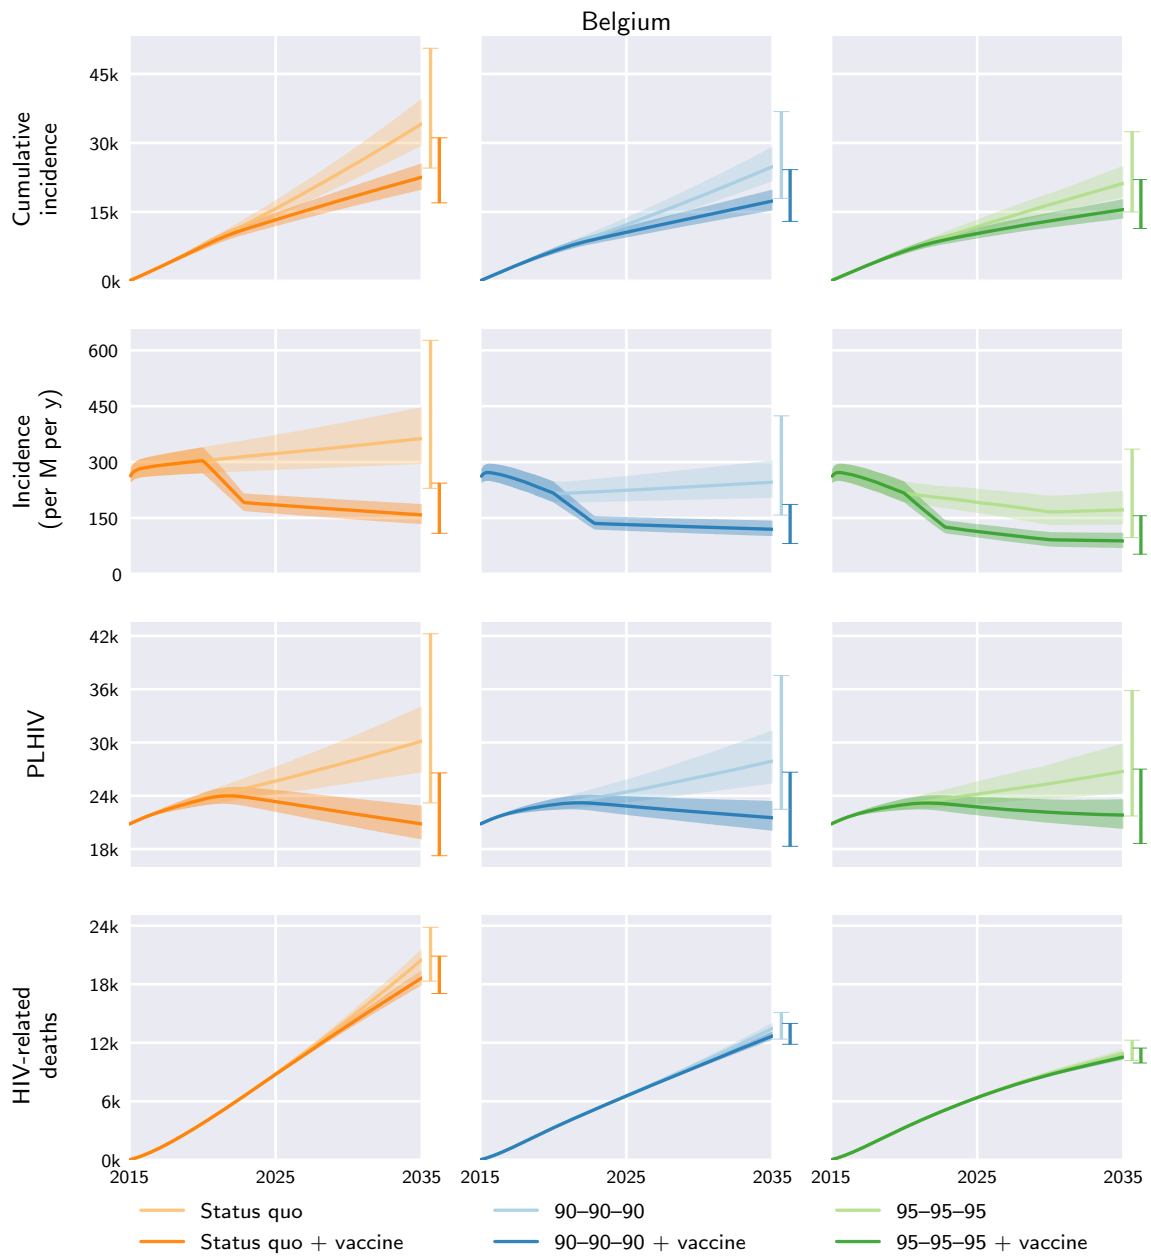 Belgium
Cumulative
incidence
45k
30k
15k
0k
Incidence
(per M per y)
600
450
300
150
0
PLHIV
42k
36k
30k
24k
18k
HIV-related
deaths
24k
18k
12k
6k
0k
2015 2025 2035 2015 2025 2035 2015 2025 2035
Status quo 90–90–90 95–95–95
Status quo + vaccine 90–90–90 + vaccine 95–95–95 + vaccine